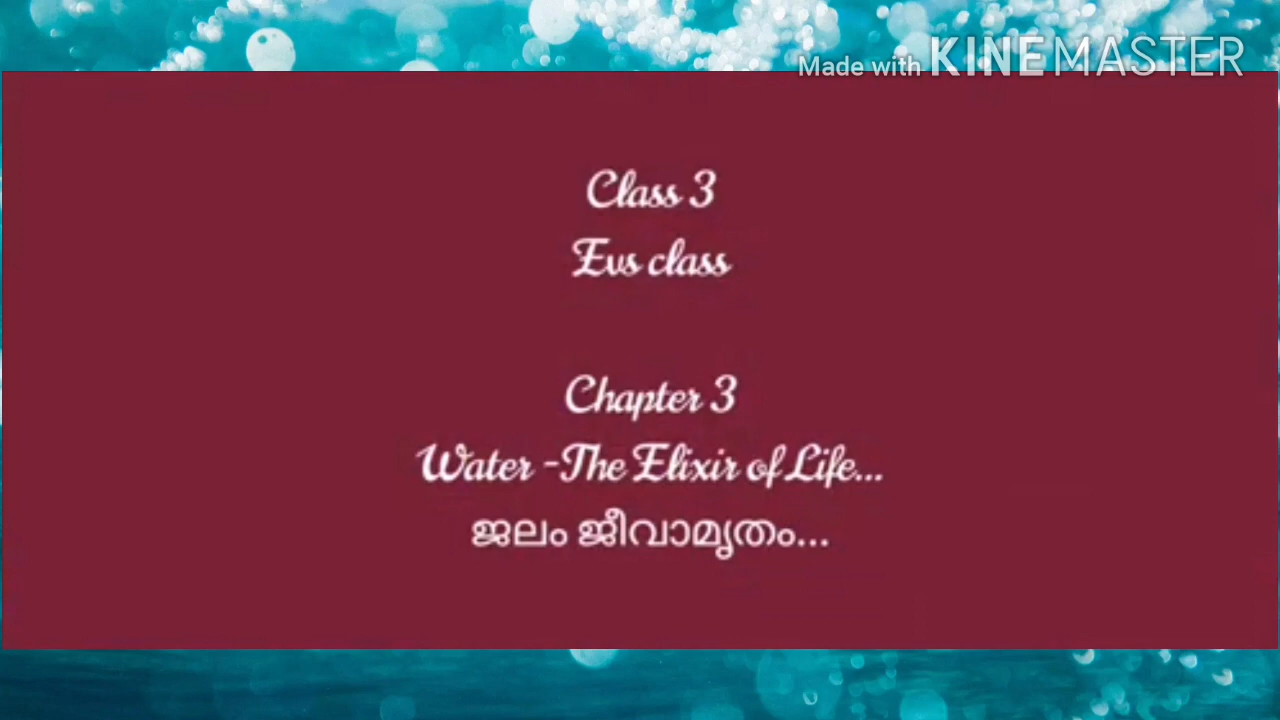 Made with KINEMASTER
Class 3
Evs class
Chapter 3
Water -The Elixir of Life...
ജലം ജീവാമൃതം...